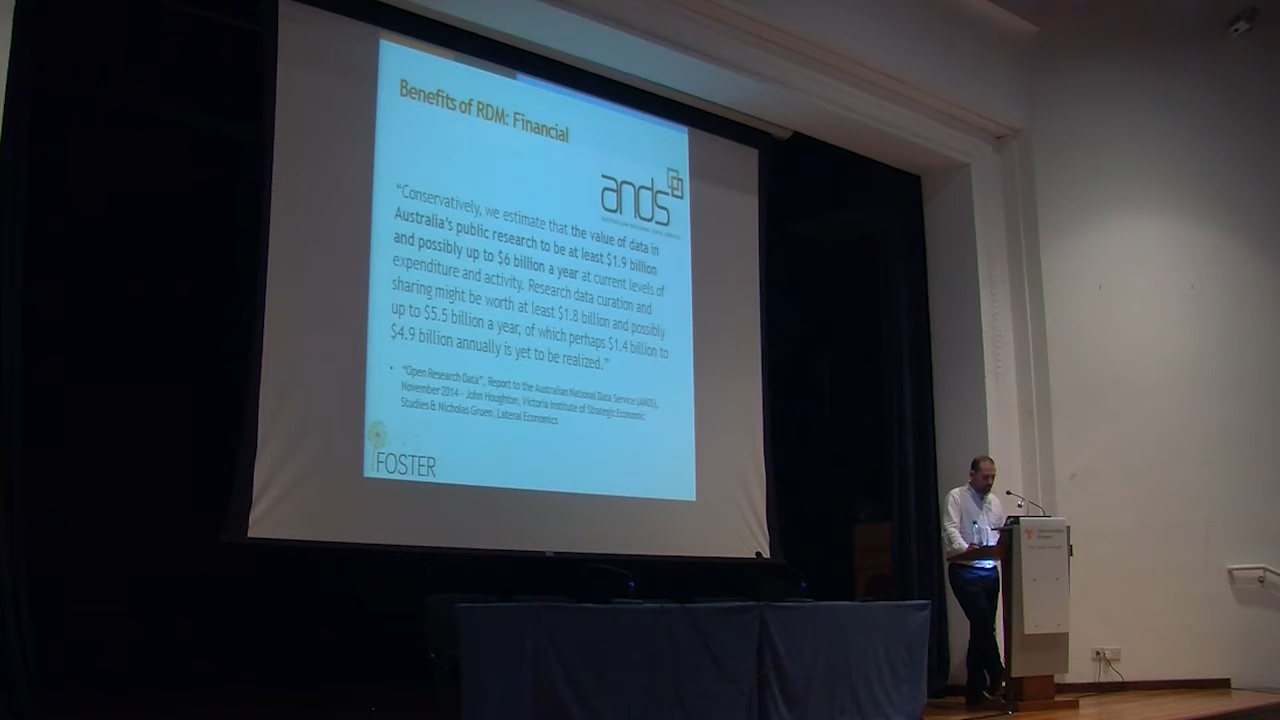 Benefits of RDM: Financial
ands
AUSTRALIAN NATIONAL DATA SERVICE
“Conservatively, we estimate that the value of data in
Australia’s public research to be at least $1.9 billion
and possibly up to $6 billion a year at current levels of
expenditure and activity. Research data curation and
sharing might be worth at least $1.8 billion and possibly
up to $5.5 billion a year, of which perhaps $1.4 billion to
$4.9 billion annually is yet to be realized.”
• “Open Research Data”, Report to the Australian National Data Service (ANDS),
November 2014 - John Houghton, Victoria Institute of Strategic Economic
Studies & Nicholas Gruen, Lateral Economics
FOSTER